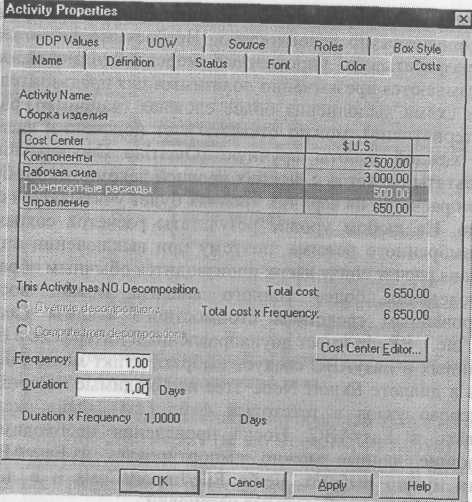 Activity Properties
UDP Values UOW Source Roles Box Style
Name Definition Status Font Color Costs
Activity Name:
Сборка изделия
Cost Center $ U.S.
Компоненты 2 500,00
Рабочая сила 3 000,00
Транспортные расходы 500,00
Управление 650,00
This Activity has NO Decomposition. Total cost: 6 650,00
Override decompositions Total cost x Frequency: 6 650,00
Compute from decompositions
Cost Center Editor...
Frequency: 1,00
Duration: 1,00 Days
Duration x Frequency 1,0000 Days
OK Cancel Apply Help